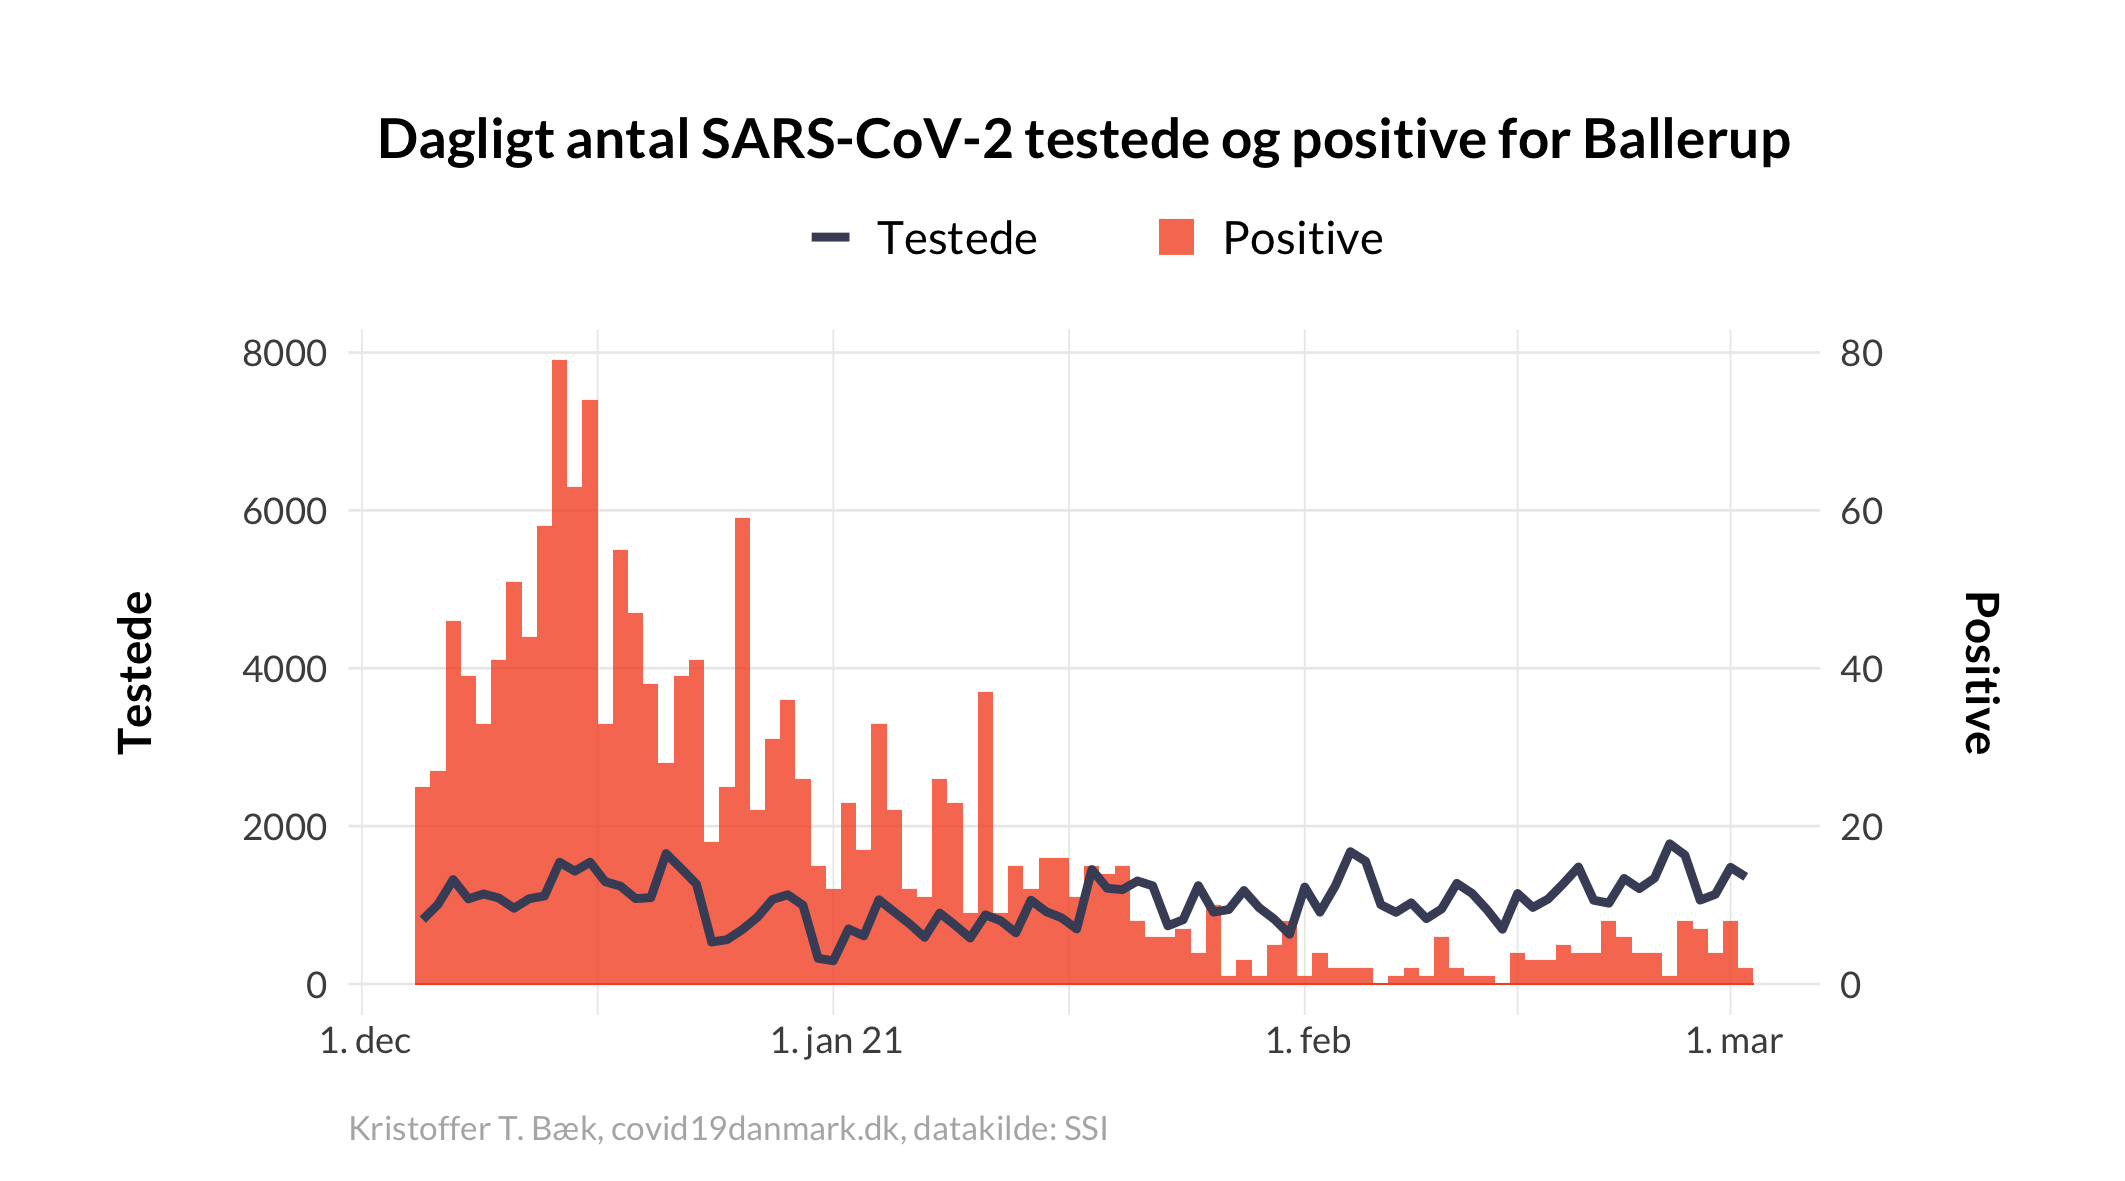 Dagligt antal SARS-CoV-2 testede og positive for Ballerup
Testede
Positive
8000
6000
4000
2000
0
Testede
80
60
40
20
0
Positive
1. dec
1. jan 21
1. feb
1. mar
Kristoffer T. Bæk, covid19danmark.dk, datakilde: SSI